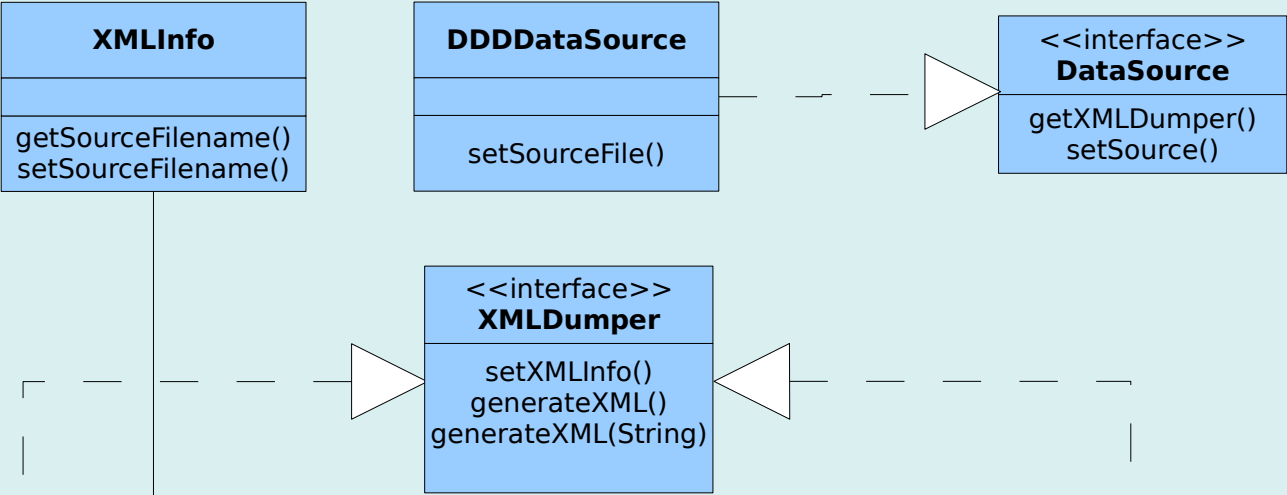 XMLInfo
getSourceFilename()
setSourceFilename()
DDDDataSource
setSourceFile()
<<interface>>
DataSource
getXMLDumper()
setSource()
<<interface>>
XMLDumper
setXMLInfo()
generateXML()
generateXML(String)